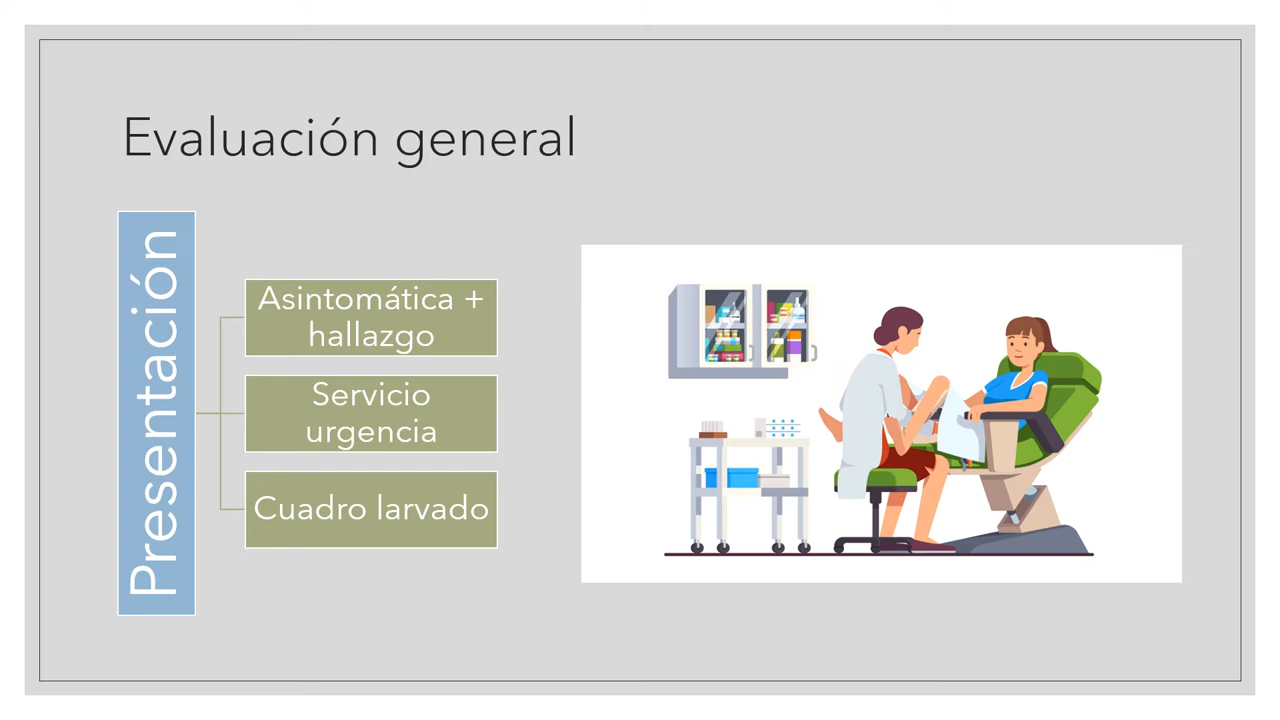 Evaluación general
Presentación
Asintomática +
hallazgo
Servicio
urgencia
Cuadro larvado